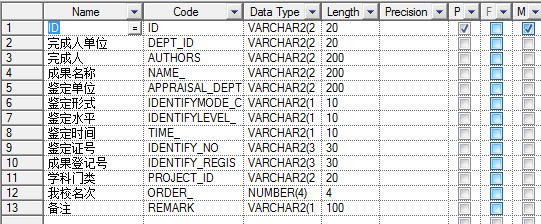 Name Code Data Type Length Precision P F M
1 ID = ID VARCHAR2(2 20
2 完成人单位 DEPT_ID VARCHAR2(2 20
3 完成人 AUTHORS VARCHAR2(2 200
4 成果名称 NAME_ VARCHAR2(2 200
5 鉴定单位 APPRAISAL_DEPT VARCHAR2(2 200
6 鉴定形式 IDENTIFYMODE_C VARCHAR2(1 10
7 鉴定水平 IDENTIFYLEVEL_ VARCHAR2(1 10
8 鉴定时间 TIME_ VARCHAR2(1 10
9 鉴定证号 IDENTIFY_NO VARCHAR2(3 30
10 成果登记号 IDENTIFY_REGIS VARCHAR2(3 30
11 学科门类 PROJECT_ID VARCHAR2(2 20
12 我校名次 ORDER_ NUMBER(4) 4
13 备注 REMARK VARCHAR2(1 100